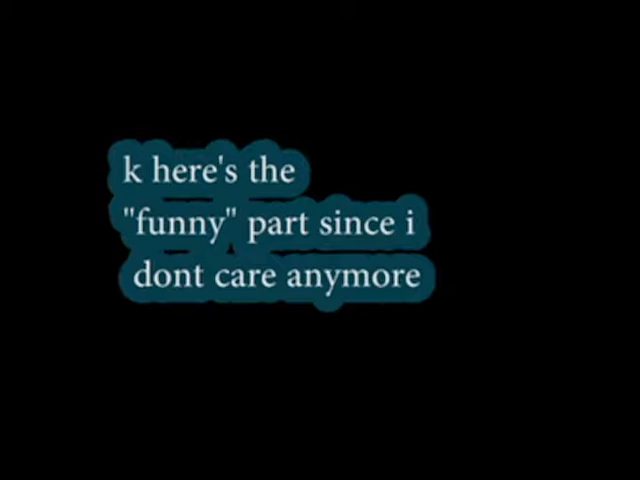 k here's the
"funny" part since i
dont care anymore